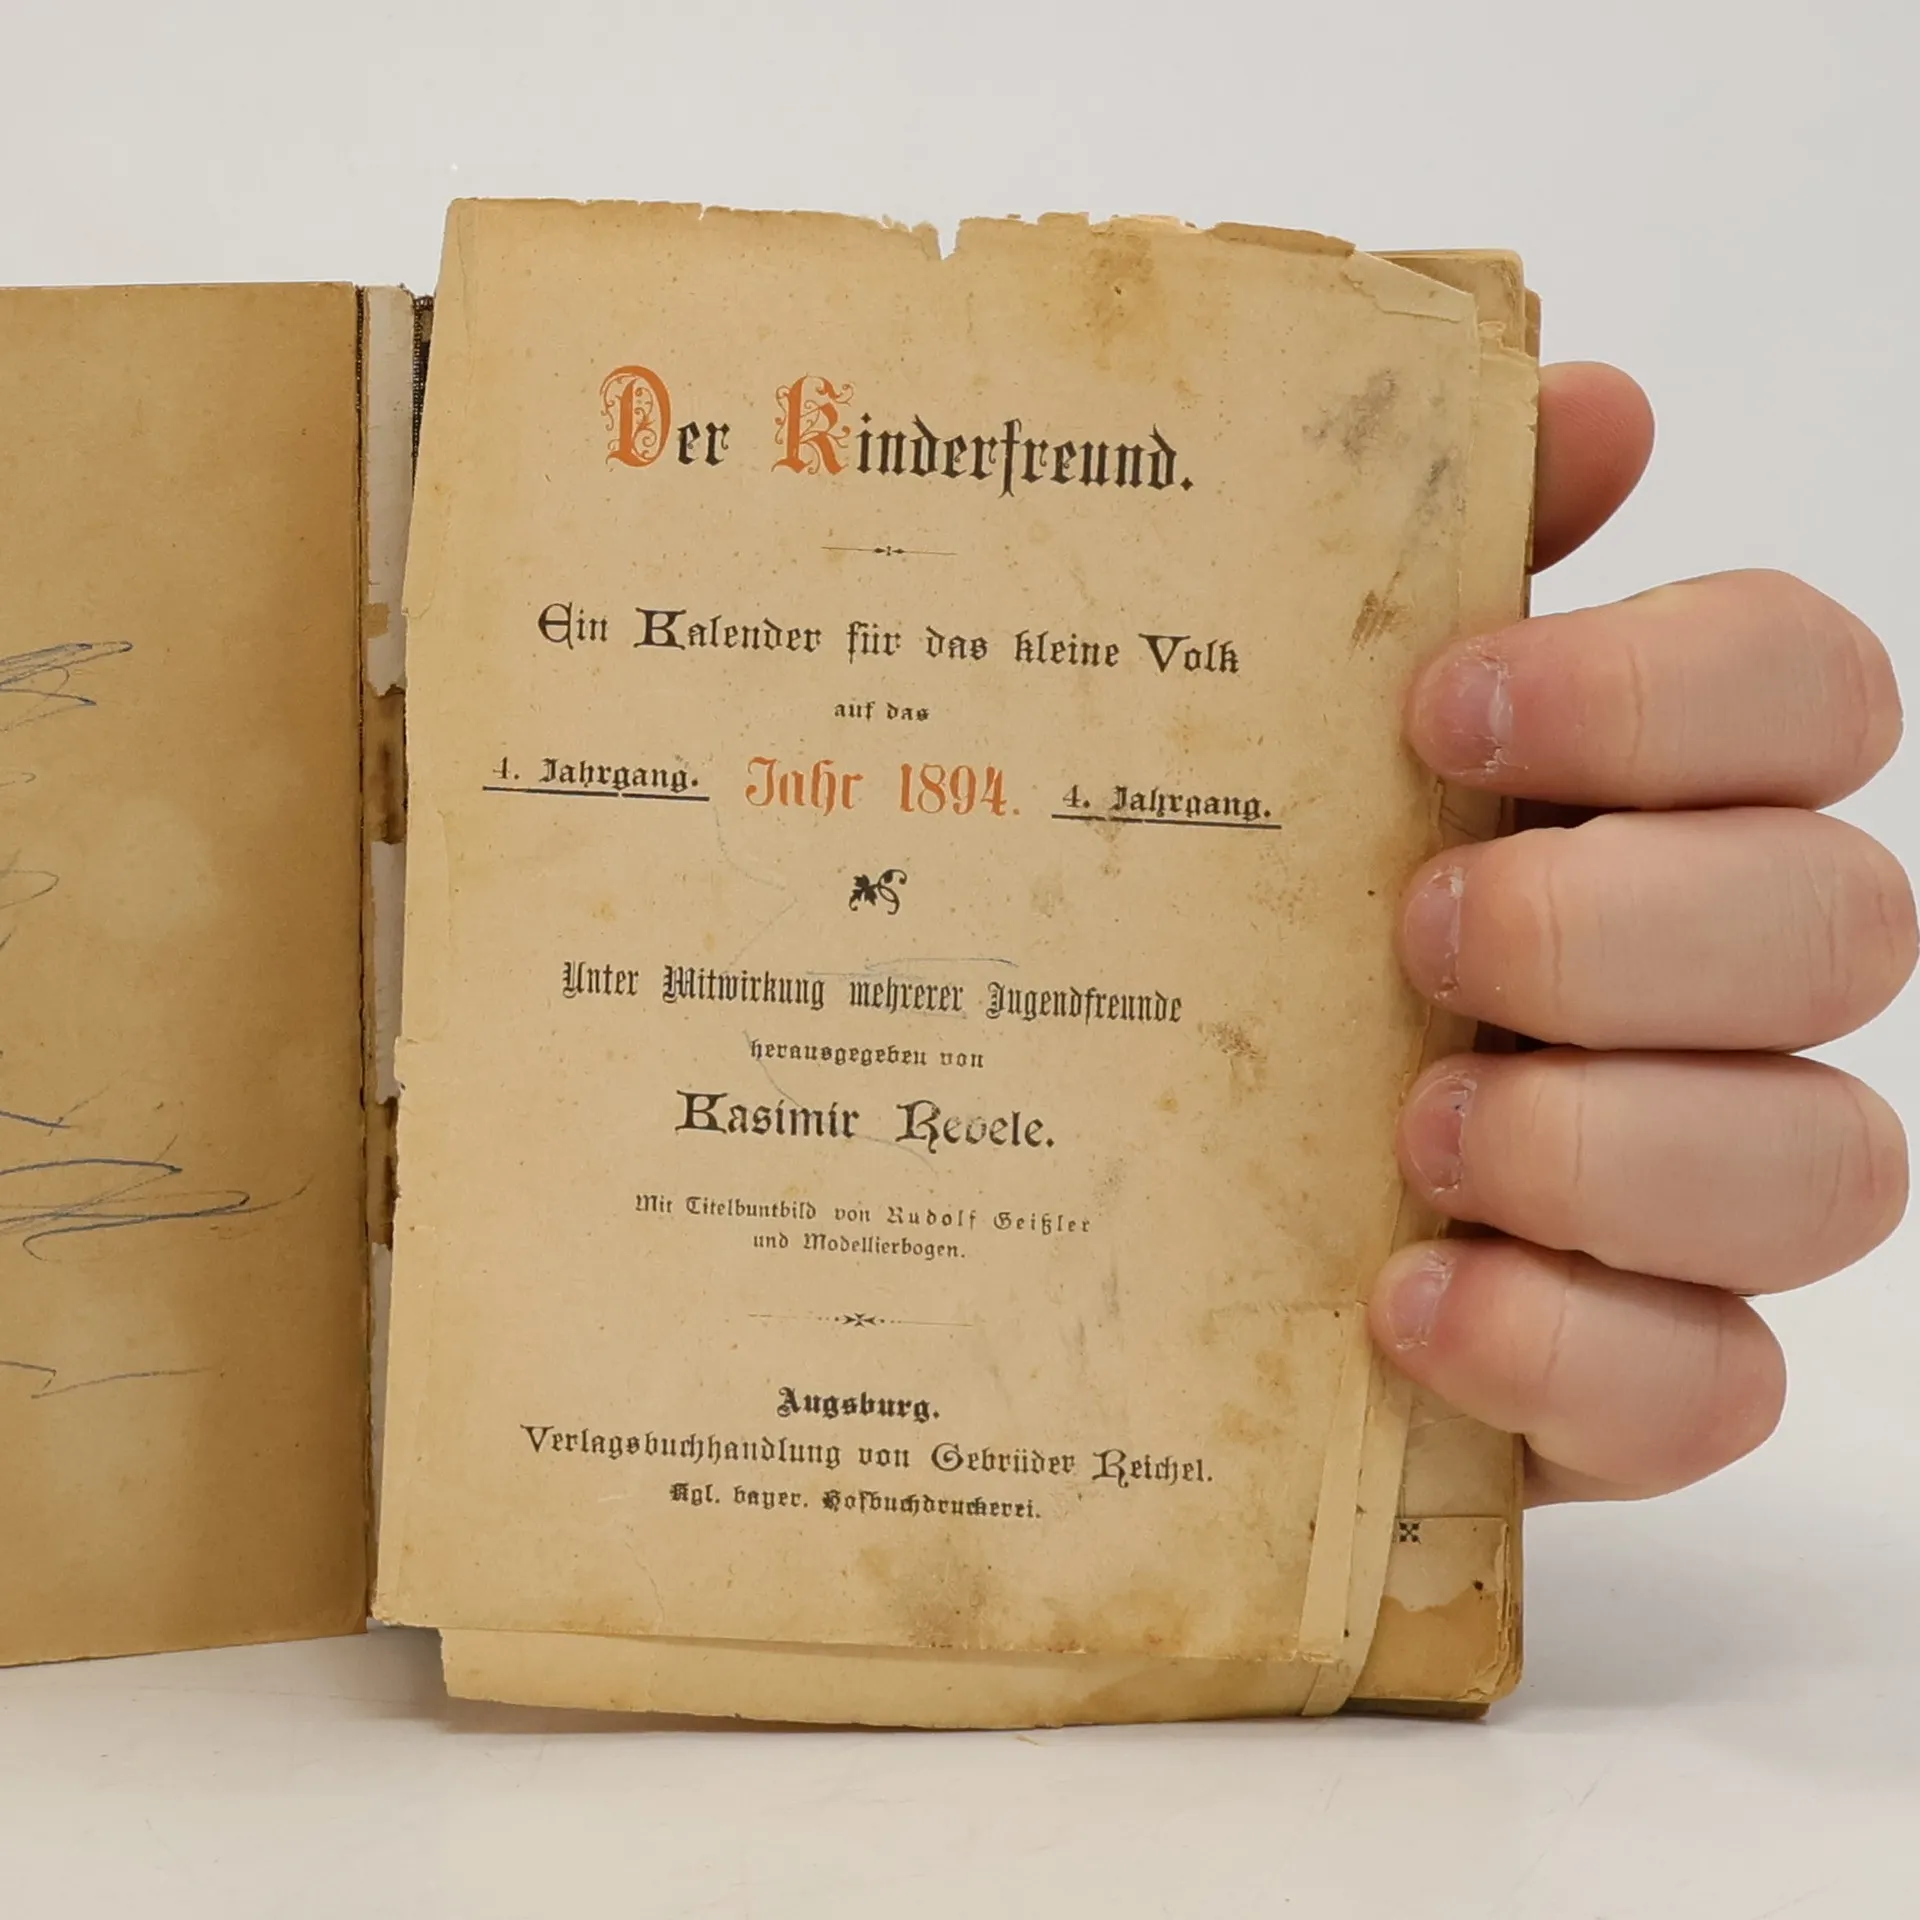 Der Kinderfreund.
Ein Kalender für das kleine Volk
auf das
4. Jahrgang. Jahr 1894. 4. Jahrgang.
Unter Mitwirkung mehrerer Jugendfreunde
herausgegeben von
Kasimir Rebele.
Mit Titelbuntbild von Rudolf Geißler
und Modellierbogen.
Augsburg.
Verlagsbuchhandlung von Gebrüder Reichel.
Kgl. bayer. Hofbuchdruckerei.